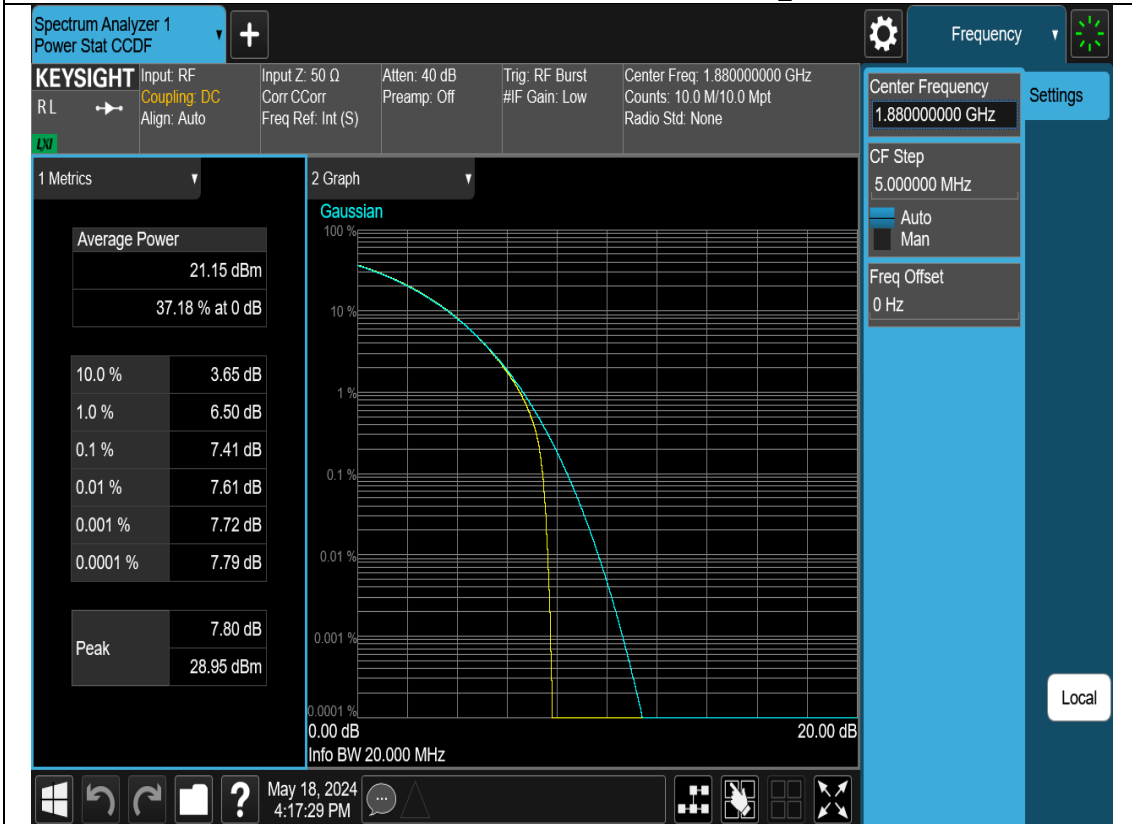 Spectrum Analyzer 1
Power Stat CCDF
+
Frequency
KEYSIGHT
RL
LXI
Input: RF
Coupling: DC
Align: Auto
Input Z: 50 Ω
Corr CCorr
Freq Ref: Int (S)
Atten: 40 dB
Preamp: Off
Trig: RF Burst
#IF Gain: Low
Center Freq: 1.880000000 GHz
Counts: 10.0 M/10.0 Mpt
Radio Std: None
Center Frequency
1.880000000 GHz
Settings
CF Step
5.000000 MHz
Auto
Man
Freq Offset
0 Hz
1 Metrics
Average Power
21.15 dBm
37.18 % at 0 dB
10.0 % 3.65 dB
1.0 % 6.50 dB
0.1 % 7.41 dB
0.01 % 7.61 dB
0.001 % 7.72 dB
0.0001 % 7.79 dB
Peak 7.80 dB
28.95 dBm
2 Graph
Gaussian
100 %
10 %
1 %
0.1 %
0.01 %
0.001 %
0.0001 %
0.00 dB 20.00 dB
Info BW 20.000 MHz
Local
?
May 18, 2024
4:17:29 PM